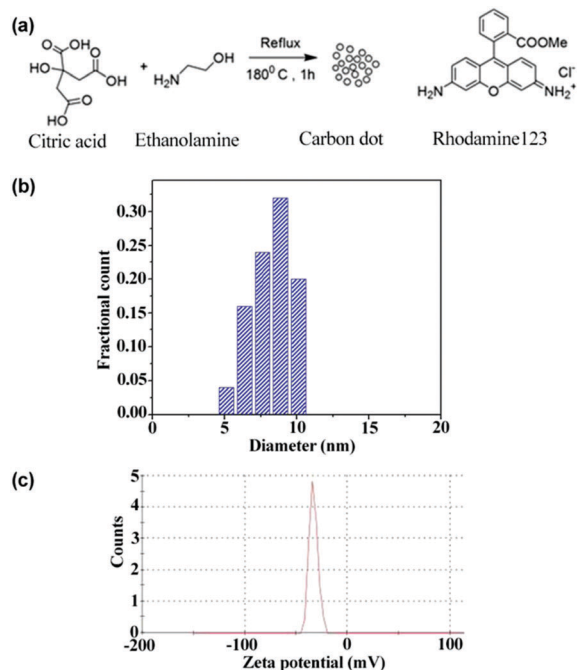 (a)
O
OH
O
HO
OH
O
HO
+
H₂N
OH
Reflux
180⁰ C , 1h
COOMe
Cl⁻
H₂N
O
NH₂⁺
Citric acid Ethanolamine Carbon dot Rhodamine123
(b)
Fractional count
0.30
0.25
0.20
0.15
0.10
0.05
0.00
0 5 10 15 20
Diameter (nm)
(c)
Counts
5
4
3
2
1
0
-200 -100 0 100
Zeta potential (mV)